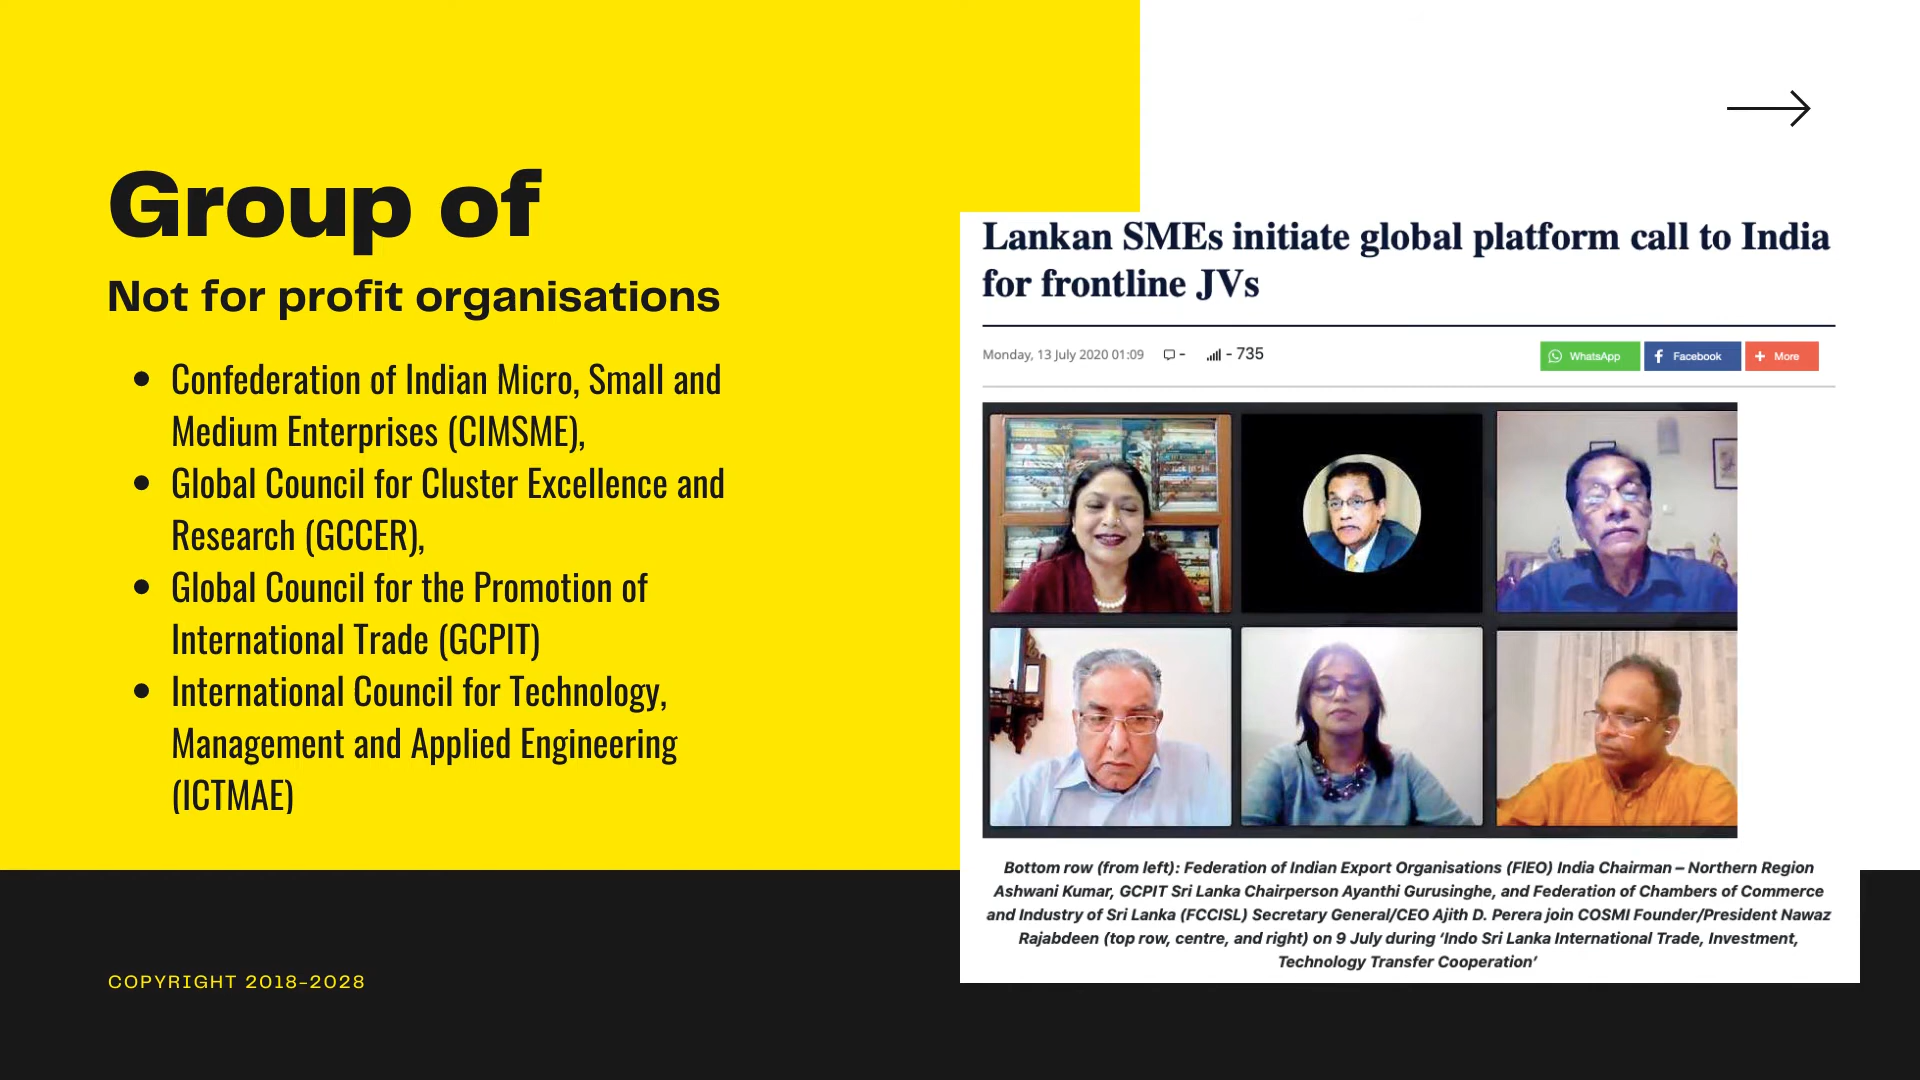 Group of
Not for profit organisations
• Confederation of Indian Micro, Small and
Medium Enterprises (CIMSME),
• Global Council for Cluster Excellence and
Research (GCCER),
• Global Council for the Promotion of
International Trade (GCPIT)
• International Council for Technology,
Management and Applied Engineering
(ICTMAE)
COPYRIGHT 2018-2028
Lankan SMEs initiate global platform call to India
for frontline JVs
Monday, 13 July 2020 01:09 - - 735
WhatsApp Facebook More
Bottom row (from left): Federation of Indian Export Organisations (FIEO) India Chairman – Northern Region
Ashwani Kumar, GCPIT Sri Lanka Chairperson Ayanthi Gurusinghe, and Federation of Chambers of Commerce
and Industry of Sri Lanka (FCCISL) Secretary General/CEO Ajith D. Perera join COSMI Founder/President Nawaz
Rajabdeen (top row, centre, and right) on 9 July during ‘Indo Sri Lanka International Trade, Investment,
Technology Transfer Cooperation’